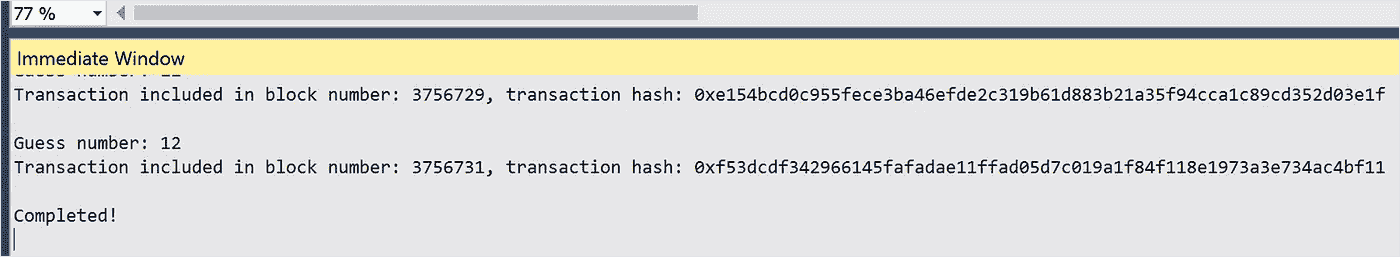 77 %
Immediate Window
Transaction included in block number: 3756729, transaction hash: 0xe154bcd0c955fece3ba46efde2c319b61d883b21a35f94cca1c89cd352d03e1f
Guess number: 12
Transaction included in block number: 3756731, transaction hash: 0xf53dcdf342966145fafadae11ffad05d7c019a1f84f118e1973a3e734ac4bf11
Completed!